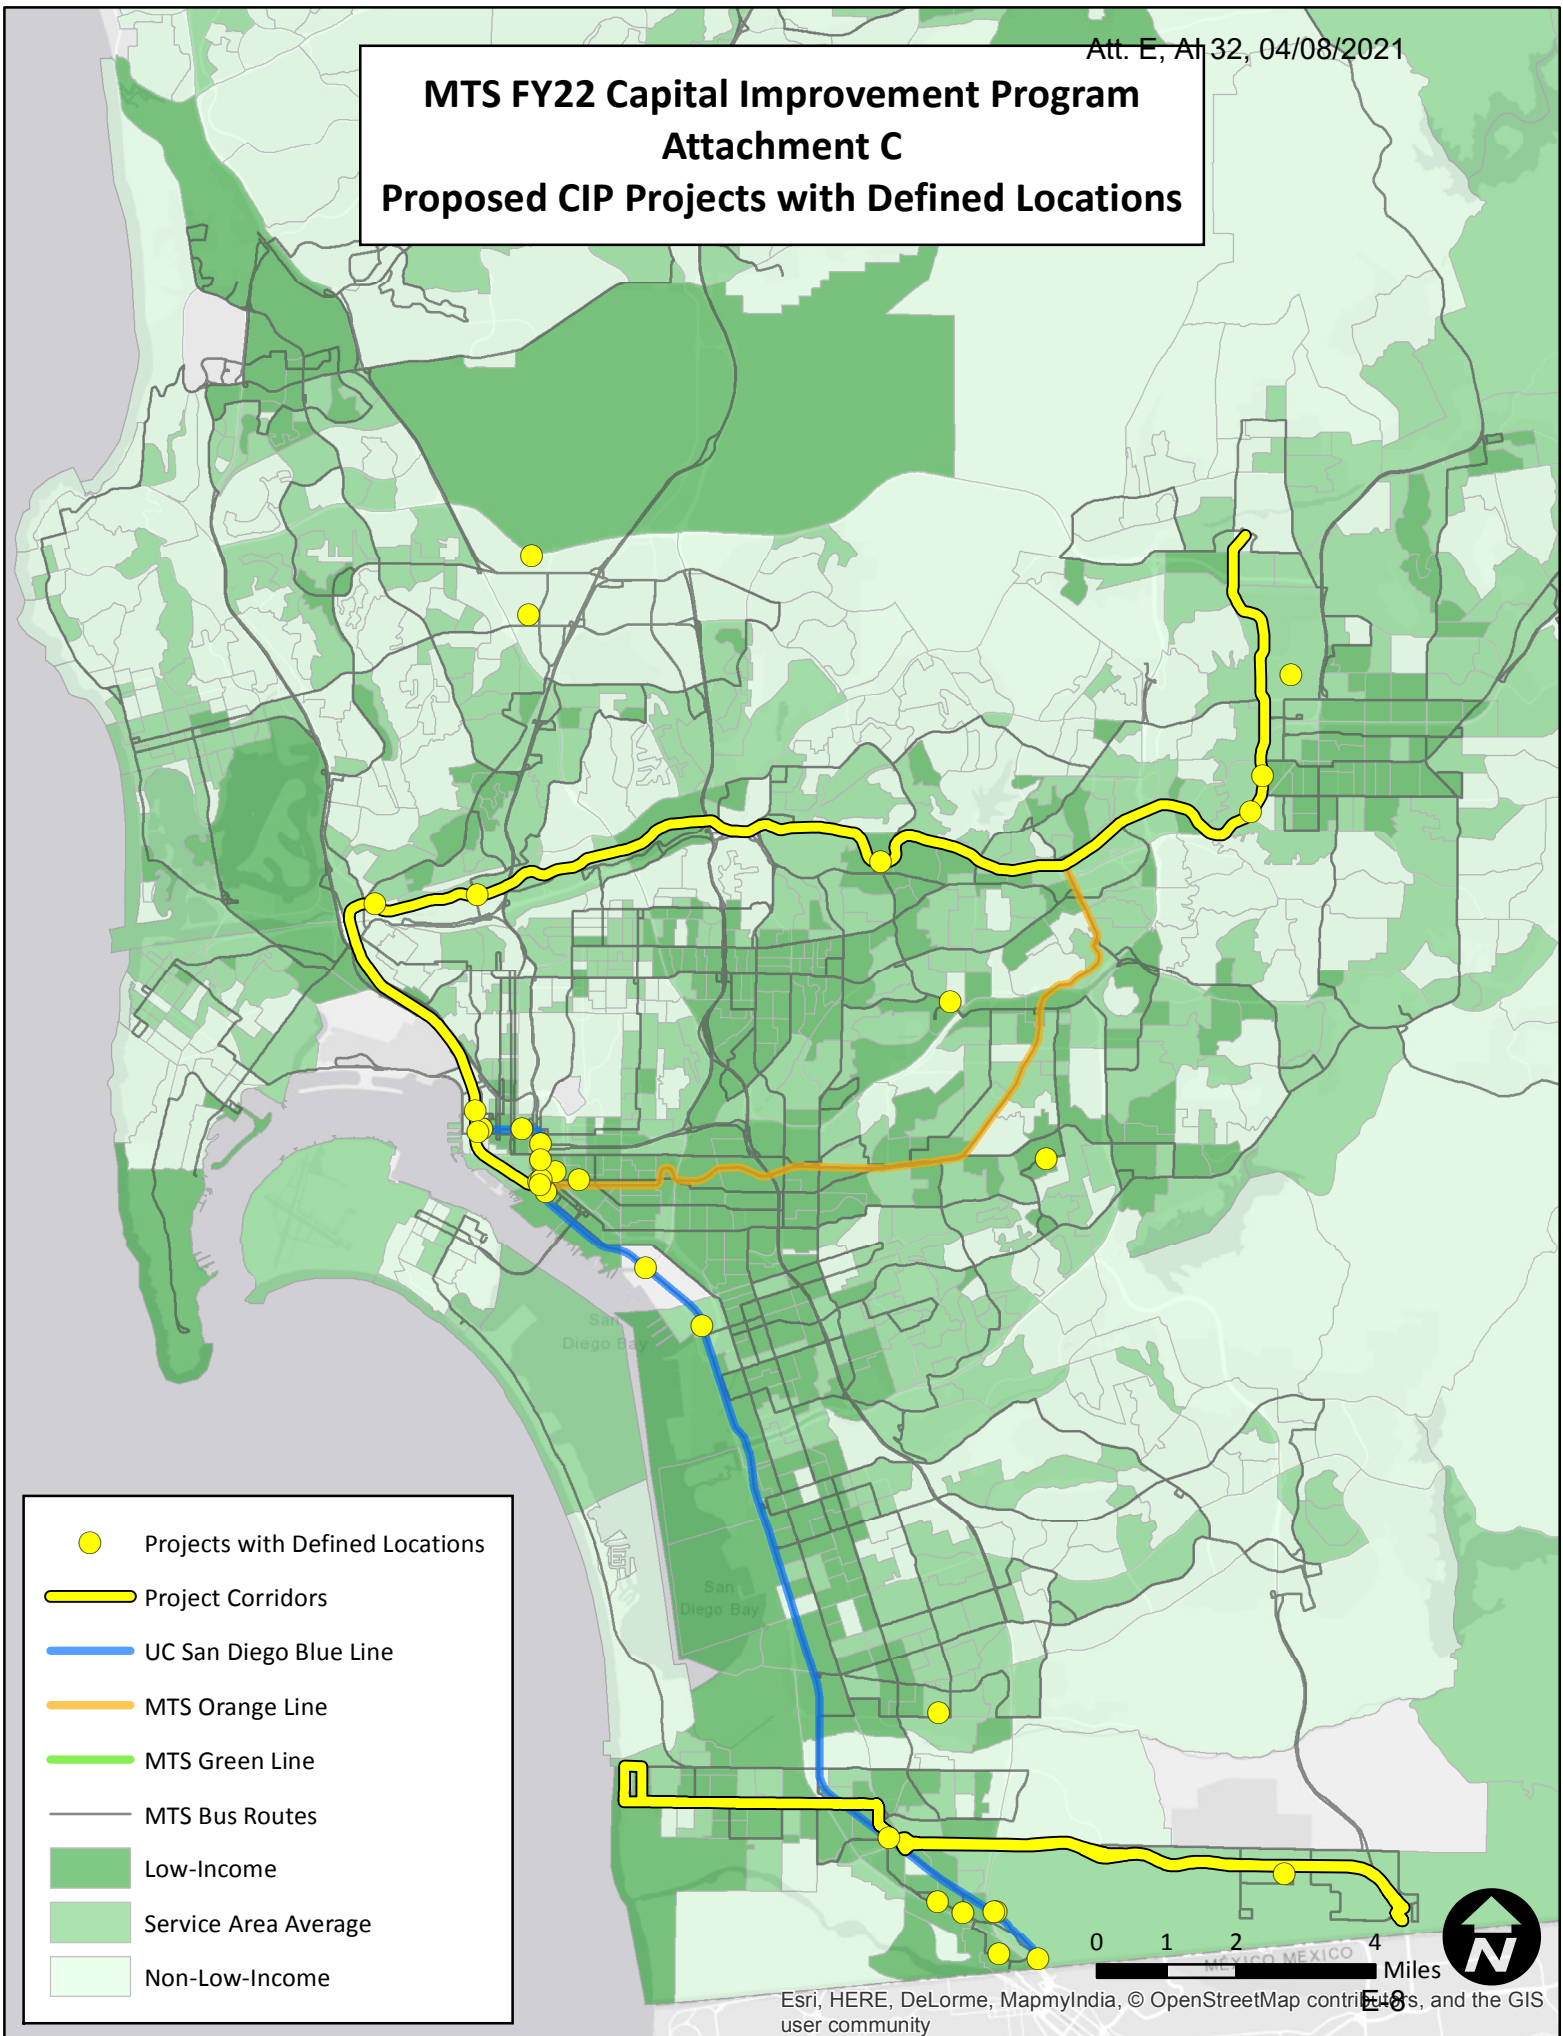 Att. E, AI 32, 04/08/2021
MTS FY22 Capital Improvement Program
Attachment C
Proposed CIP Projects with Defined Locations
San
Diego Bay
San
Diego Bay
Projects with Defined Locations
Project Corridors
UC San Diego Blue Line
MTS Orange Line
MTS Green Line
MTS Bus Routes
Low-Income
Service Area Average
Non-Low-Income
0 1 2 4
Miles
MÉXICO MEXICO
N
E-8
Esri, HERE, DeLorme, MapmyIndia, © OpenStreetMap contributors, and the GIS
user community